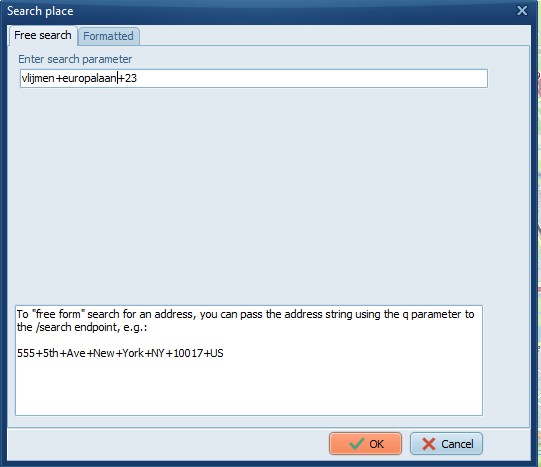 Search place
Free search
Formatted
Enter search parameter
vlijmen+europalaan+23
To "free form" search for an address, you can pass the address string using the q parameter to
the /search endpoint, e.g.:
555+5th+Ave+New+York+NY+10017+US
OK
Cancel